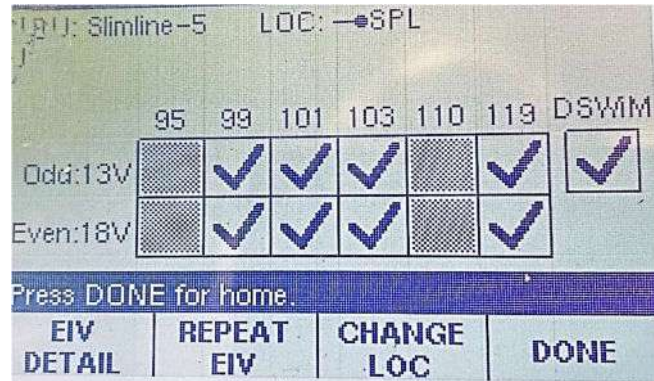 Slimline-5 LOC: SPL
95 99 101 103 110 119 DSWiM
Odd:13V
Even:18V
Press DONE for home.
EIV DETAIL
REPEAT EIV
CHANGE LOC
DONE